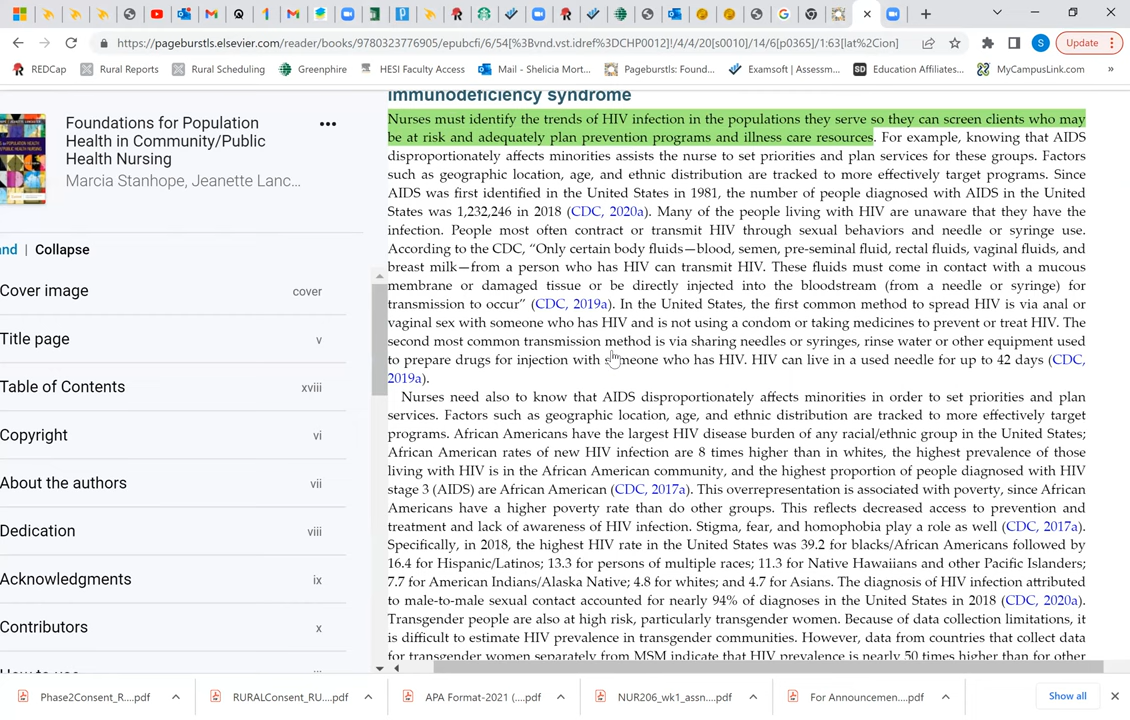 https://pageburstls.elsevier.com/reader/books/9780323776905/epubcfi/6/54[%3Bvnd.vst.idref%3DCHP0012]!/4/4/20[s0010]/14/6[p0365]/1:63[lat%2Cion]
S
Update
REDCap
Rural Reports
Rural Scheduling
Greenphire
HESI Faculty Access
Mail - Shelicia Mort...
Pageburstls: Found...
Examsoft | Assessm...
SD
Education Affiliates...
MyCampusLink.com
»
Foundations for Population
Health in Community/Public
Health Nursing
Marcia Stanhope, Jeanette Lanc...
nd | Collapse
Cover image cover
Title page v
Table of Contents xviii
Copyright vi
About the authors vii
Dedication viii
Acknowledgments ix
Contributors x
immunodeficiency syndrome
Nurses must identify the trends of HIV infection in the populations they serve so they can screen clients who may
be at risk and adequately plan prevention programs and illness care resources. For example, knowing that AIDS
disproportionately affects minorities assists the nurse to set priorities and plan services for these groups. Factors
such as geographic location, age, and ethnic distribution are tracked to more effectively target programs. Since
AIDS was first identified in the United States in 1981, the number of people diagnosed with AIDS in the United
States was 1,232,246 in 2018 (CDC, 2020a). Many of the people living with HIV are unaware that they have the
infection. People most often contract or transmit HIV through sexual behaviors and needle or syringe use.
According to the CDC, “Only certain body fluids—blood, semen, pre-seminal fluid, rectal fluids, vaginal fluids, and
breast milk—from a person who has HIV can transmit HIV. These fluids must come in contact with a mucous
membrane or damaged tissue or be directly injected into the bloodstream (from a needle or syringe) for
transmission to occur” (CDC, 2019a). In the United States, the first common method to spread HIV is via anal or
vaginal sex with someone who has HIV and is not using a condom or taking medicines to prevent or treat HIV. The
second most common transmission method is via sharing needles or syringes, rinse water or other equipment used
to prepare drugs for injection with someone who has HIV. HIV can live in a used needle for up to 42 days (CDC,
2019a).
Nurses need also to know that AIDS disproportionately affects minorities in order to set priorities and plan
services. Factors such as geographic location, age, and ethnic distribution are tracked to more effectively target
programs. African Americans have the largest HIV disease burden of any racial/ethnic group in the United States;
African American rates of new HIV infection are 8 times higher than in whites, the highest prevalence of those
living with HIV is in the African American community, and the highest proportion of people diagnosed with HIV
stage 3 (AIDS) are African American (CDC, 2017a). This overrepresentation is associated with poverty, since African
Americans have a higher poverty rate than do other groups. This reflects decreased access to prevention and
treatment and lack of awareness of HIV infection. Stigma, fear, and homophobia play a role as well (CDC, 2017a).
Specifically, in 2018, the highest HIV rate in the United States was 39.2 for blacks/African Americans followed by
16.4 for Hispanic/Latinos; 13.3 for persons of multiple races; 11.3 for Native Hawaiians and other Pacific Islanders;
7.7 for American Indians/Alaska Native; 4.8 for whites; and 4.7 for Asians. The diagnosis of HIV infection attributed
to male-to-male sexual contact accounted for nearly 94% of diagnoses in the United States in 2018 (CDC, 2020a).
Transgender people are also at high risk, particularly transgender women. Because of data collection limitations, it
is difficult to estimate HIV prevalence in transgender communities. However, data from countries that collect data
for transgender women separately from MSM indicate that HIV prevalence is nearly 50 times higher than for other
Phase2Consent_R....pdf
RURALConsent_RU....pdf
APA Format-2021 (....pdf
NUR206_wk1_assn....pdf
For Announcemen....pdf
Show all